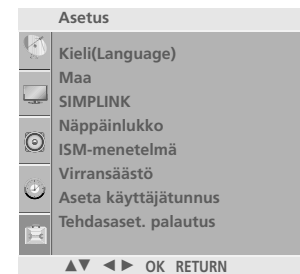 Asetus
Kieli(Language)
Maa
SIMPLINK
Näppäinlukko
ISM-menetelmä
Virransäästö
Aseta käyttäjätunnus
Tehdasaset. palautus
▲▼ ◄► OK RETURN